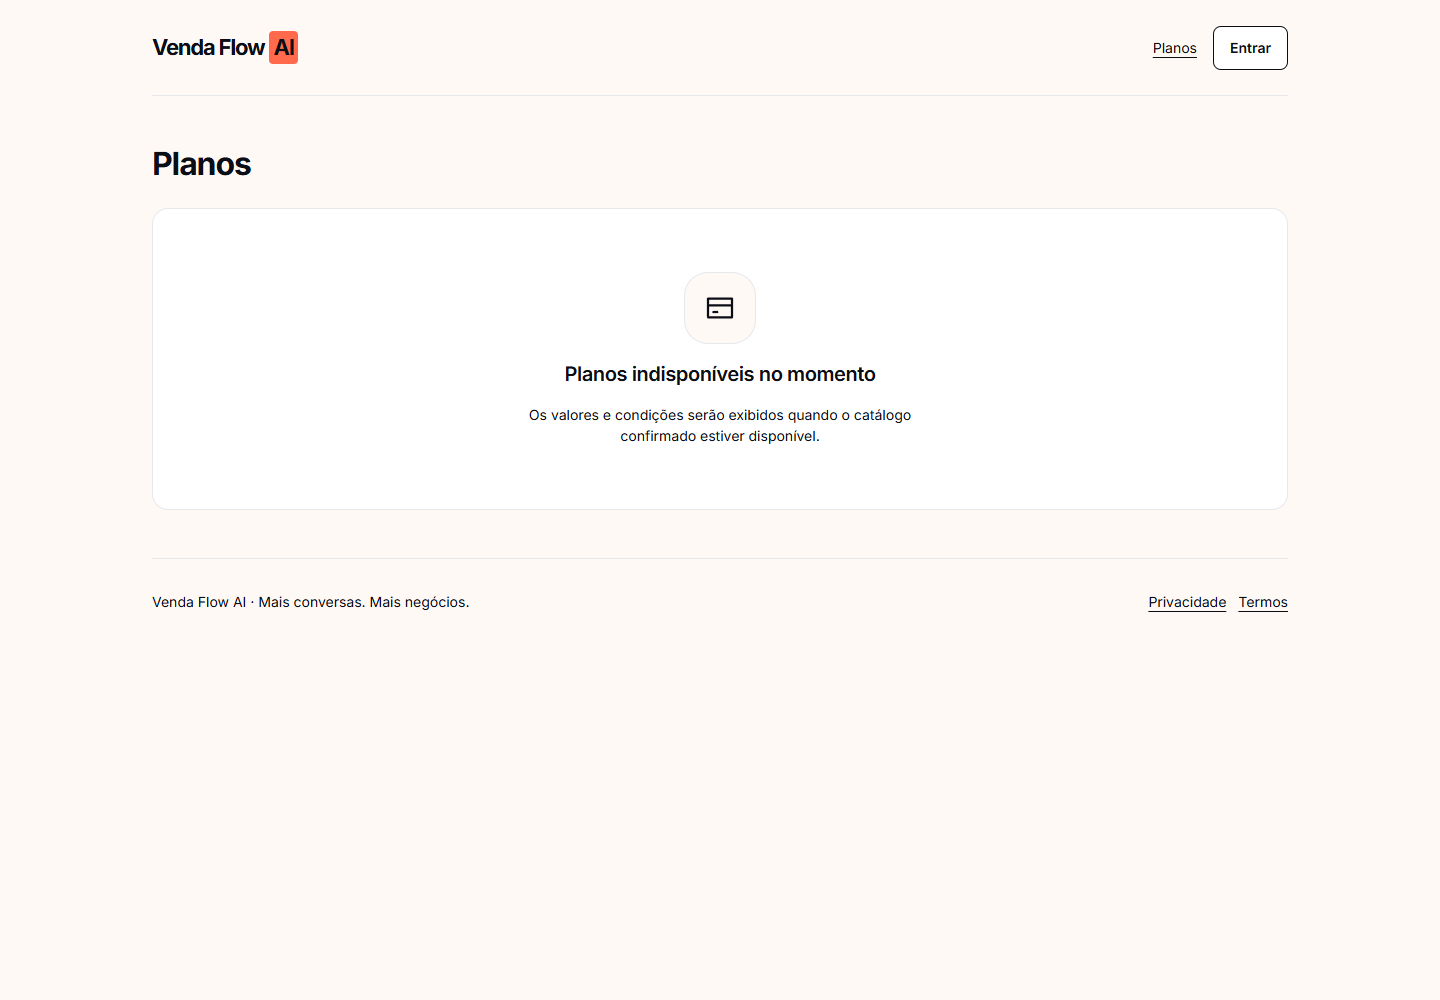 Venda Flow AI
Planos
Entrar
Planos
Planos indisponíveis no momento
Os valores e condições serão exibidos quando o catálogo
confirmado estiver disponível.
Venda Flow AI · Mais conversas. Mais negócios.
Privacidade
Termos